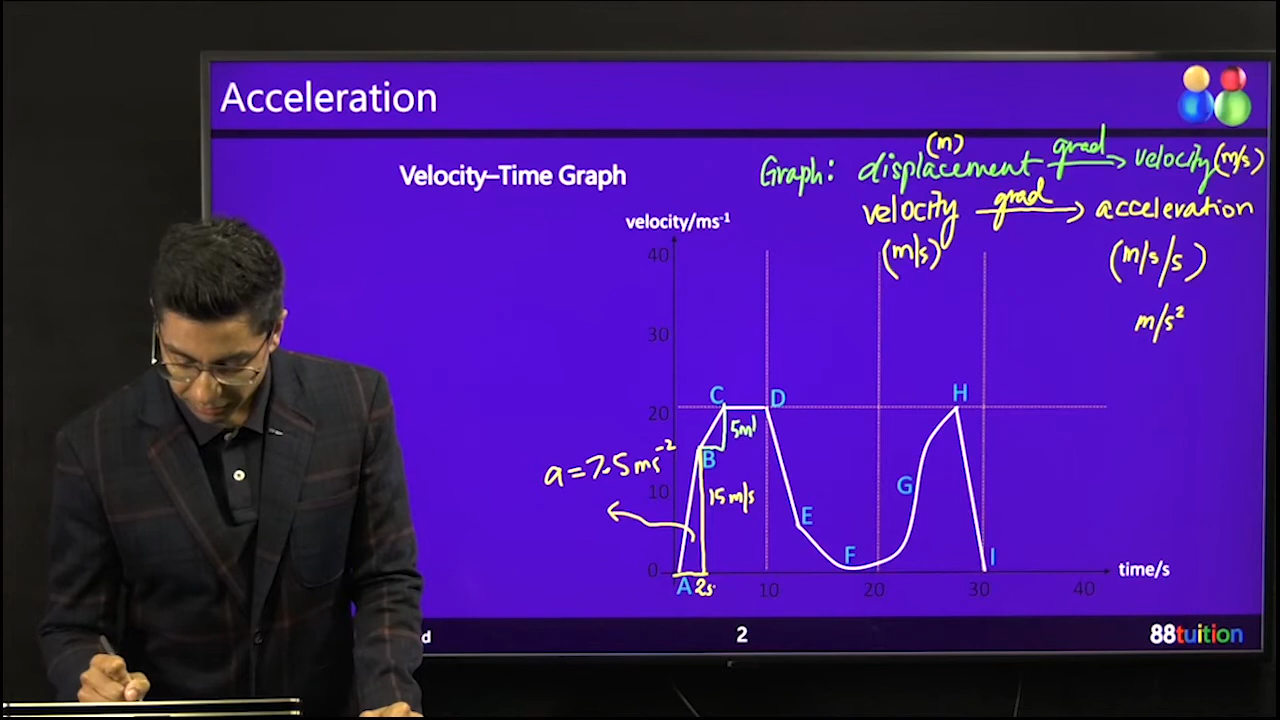 Acceleration
Velocity–Time Graph
Graph: displacement (m) grad → velocity (m/s)
velocity grad → acceleration
(m/s) (m/s/s)
m/s²
velocity/ms⁻¹
40
30
20
10
0
C D H
5m/
B
a = 7.5 ms⁻²
15 m/s
G
E
F
I
A 2s
10 20 30 40
time/s
d
2
88tuition